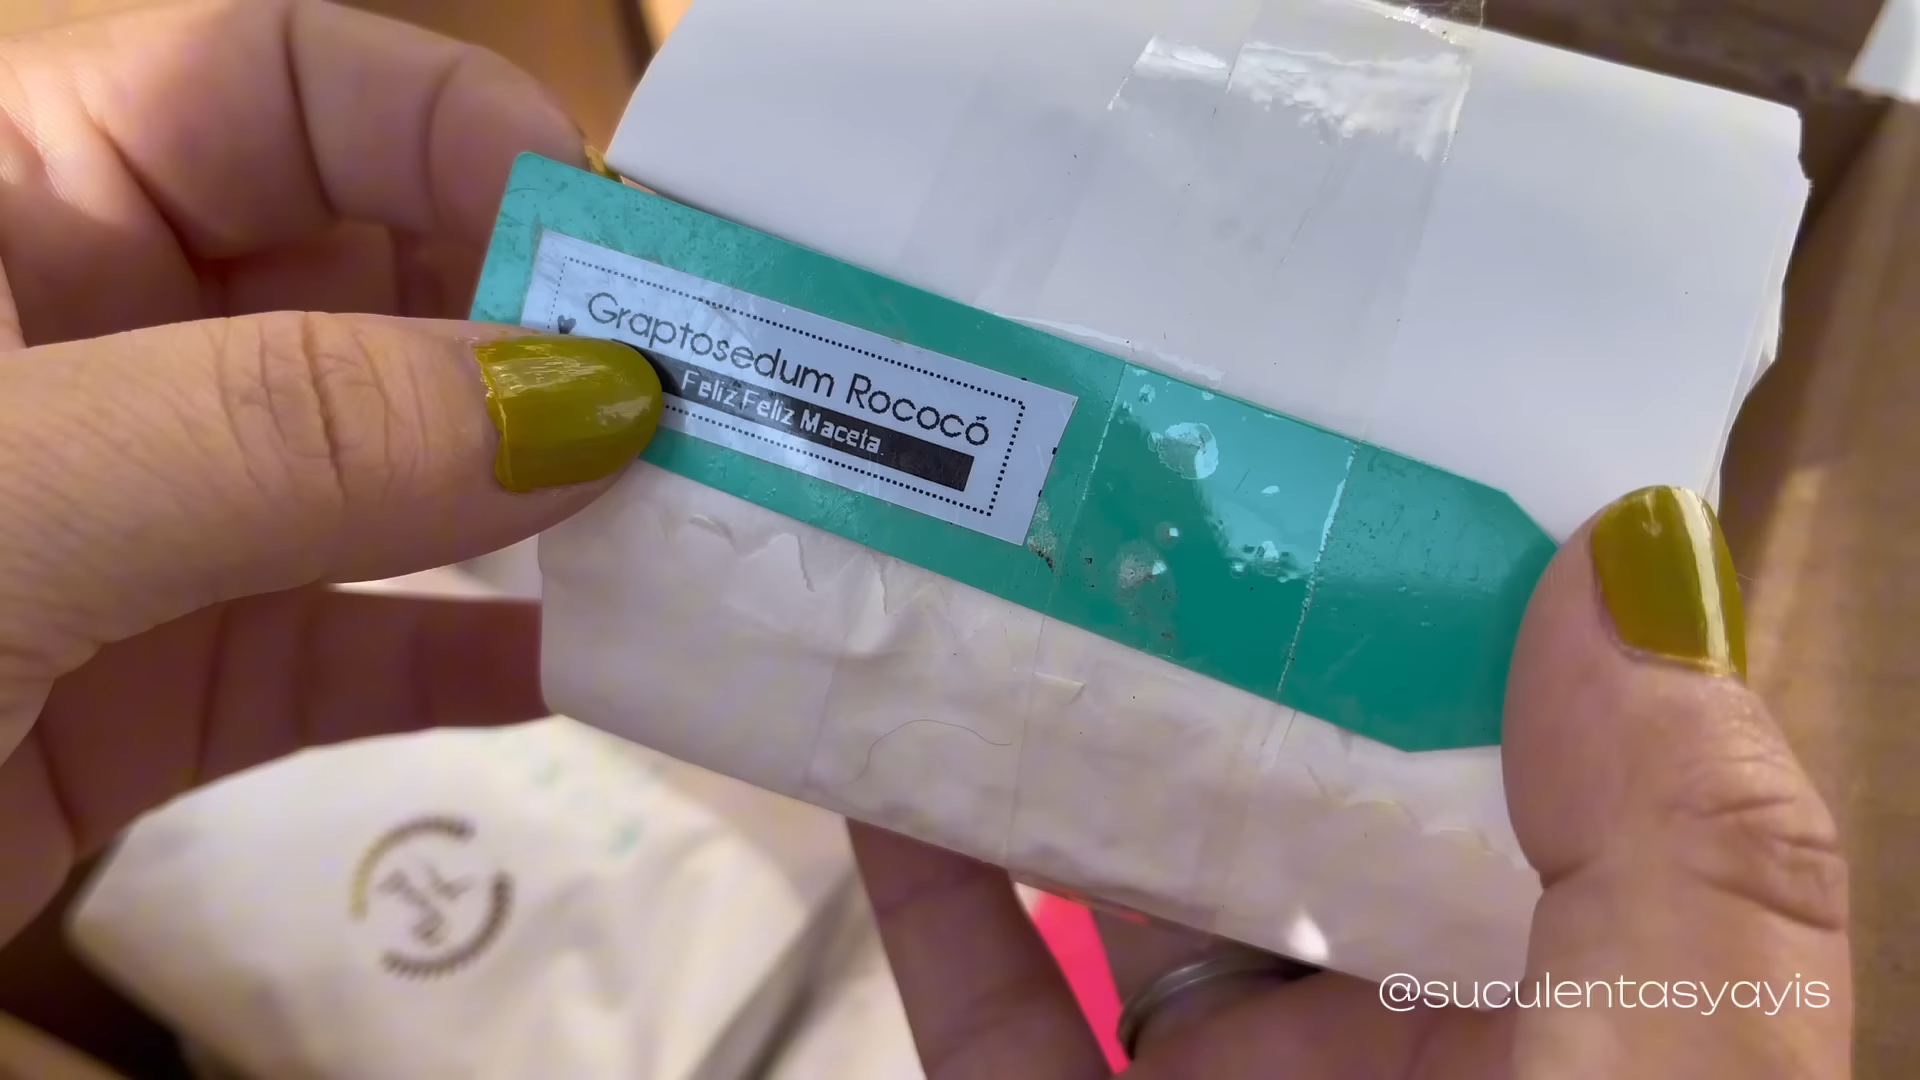 Graptosedum Rococó
Feliz Feliz Maceta.
@suculentasyayis